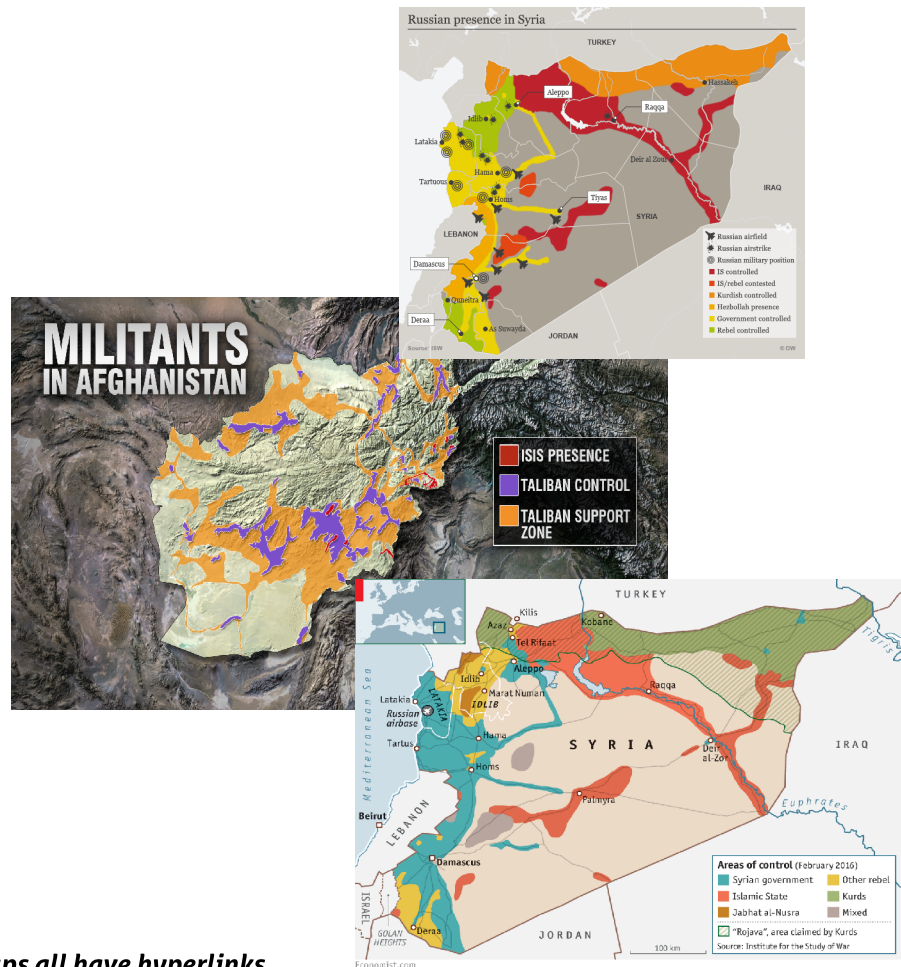 Russian presence in Syria
TURKEY
Hassakeh
Aleppo
Raqqa
Idlib
Latakia
Deir al Zour
Hama
Tartuous
IRAQ
Homs
Tiyas
SYRIA
LEBANON
Damascus
Quneitra
Deraa
As Suwayda
JORDAN
Russian airfield
Russian airstrike
Russian military position
IS controlled
IS/rebel contested
Kurdish controlled
Hezbollah presence
Government controlled
Rebel controlled
Source: ISW
© DW
MILITANTS
IN AFGHANISTAN
ISIS PRESENCE
TALIBAN CONTROL
TALIBAN SUPPORT
ZONE
TURKEY
Kilis
Azaz
Kobane
Tel Rifaat
Tigris
Aleppo
Idlib
Raqqa
Marat Numan
Latakia
LATAKIA
IDLIB
Russian
airbase
Mediterranean Sea
Hama
Tartus
SYRIA
Deir
al-Zor
IRAQ
Homs
Palmyra
Euphrates
LEBANON
Beirut
Damascus
ISRAEL
Deraa
GOLAN
HEIGHTS
JORDAN
100 km
Areas of control (February 2016)
Syrian government
Other rebel
Islamic State
Kurds
Jabhat al-Nusra
Mixed
"Rojava", area claimed by Kurds
Source: Institute for the Study of War
Economist.com
all have hyperlinks